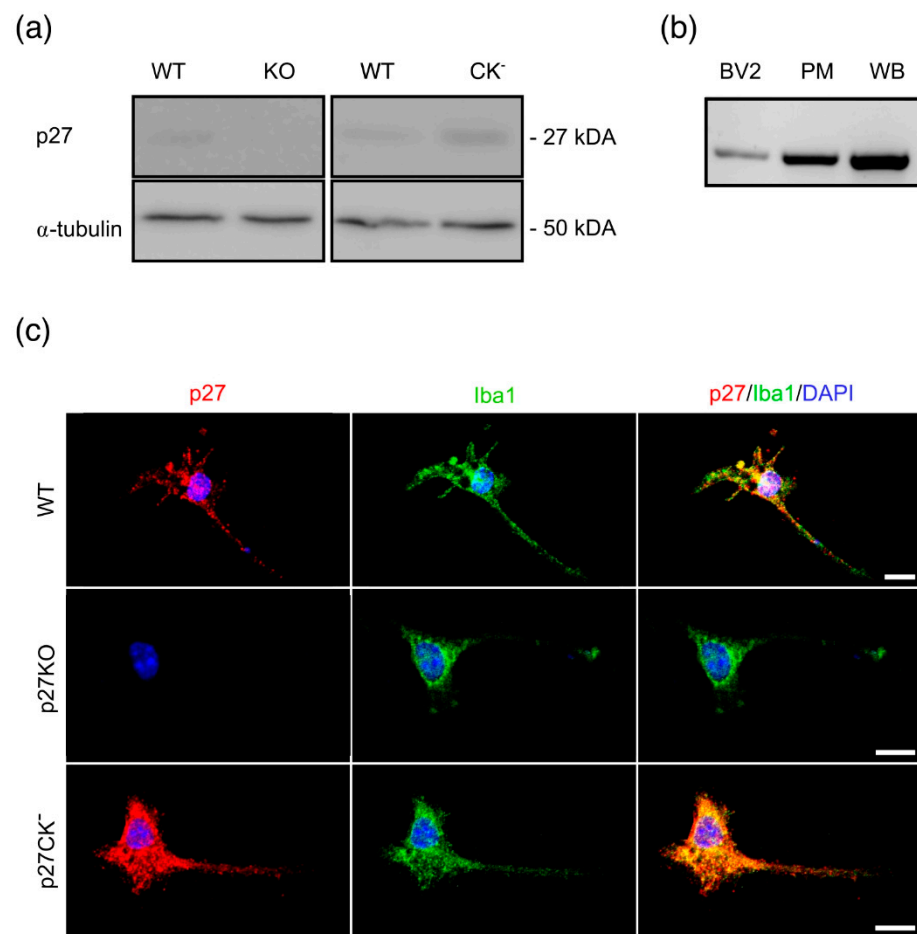 (a)
WT KO WT CK⁻
p27 - 27 kDA
α-tubulin - 50 kDA
(b)
BV2 PM WB
(c)
p27 Iba1 p27/Iba1/DAPI
WT
p27KO
p27CK⁻